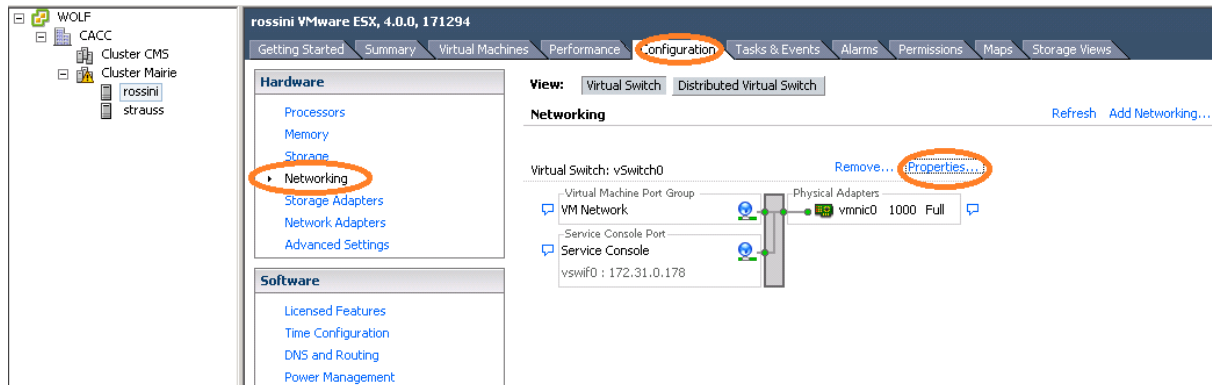 WOLF
CACC
Cluster CMS
Cluster Mairie
rossini
strauss
rossini VMware ESX, 4.0.0, 171294
Getting Started Summary Virtual Machines Performance Configuration Tasks & Events Alarms Permissions Maps Storage Views
Hardware
Processors
Memory
Storage
Networking
Storage Adapters
Network Adapters
Advanced Settings
Software
Licensed Features
Time Configuration
DNS and Routing
Power Management
View: Virtual Switch Distributed Virtual Switch
Networking Refresh Add Networking...
Virtual Switch: vSwitch0 Remove... Properties...
Virtual Machine Port Group Physical Adapters
VM Network vmnic0 1000 Full
Service Console Port
Service Console
vswif0 : 172.31.0.178